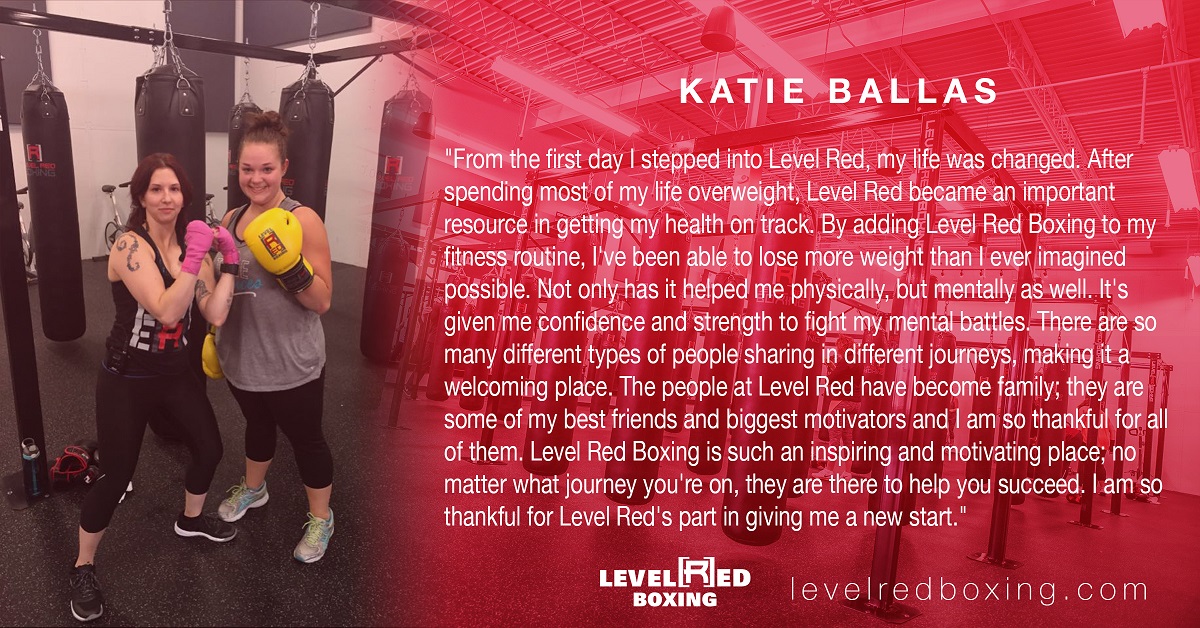 KATIE BALLAS
"From the first day I stepped into Level Red, my life was changed. After
spending most of my life overweight, Level Red became an important
resource in getting my health on track. By adding Level Red Boxing to my
fitness routine, I've been able to lose more weight than I ever imagined
possible. Not only has it helped me physically, but mentally as well. It's
given me confidence and strength to fight my mental battles. There are so
many different types of people sharing in different journeys, making it a
welcoming place. The people at Level Red have become family; they are
some of my best friends and biggest motivators and I am so thankful for all
of them. Level Red Boxing is such an inspiring and motivating place; no
matter what journey you're on, they are there to help you succeed. I am so
thankful for Level Red's part in giving me a new start."
LEVEL[R]ED
BOXING
levelredboxing.com